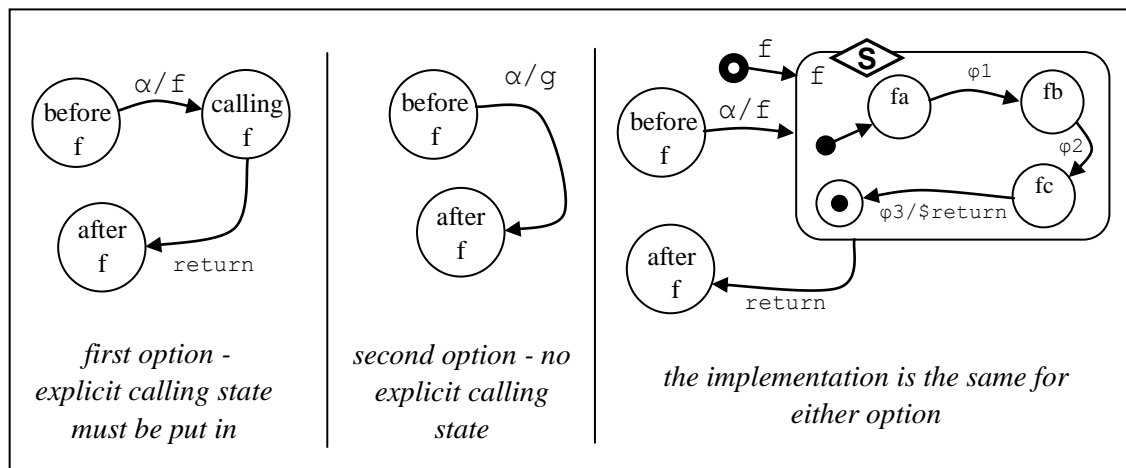 α/f
before
f
calling
f
after
f
return
first option -
explicit calling state
must be put in
α/g
before
f
after
f
second option - no
explicit calling
state
f
f
S
α/f
before
f
fa
φ1
fb
φ2
fc
φ3/$return
after
f
return
the implementation is the same for
either option